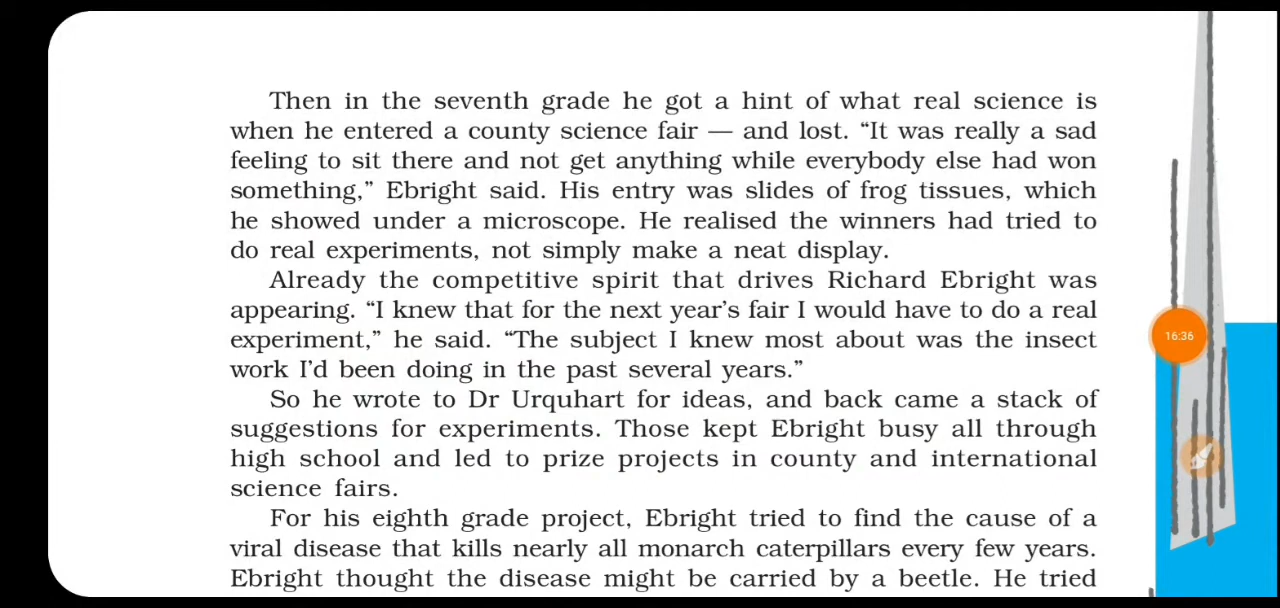 Then in the seventh grade he got a hint of what real science is
when he entered a county science fair — and lost. “It was really a sad
feeling to sit there and not get anything while everybody else had won
something,” Ebright said. His entry was slides of frog tissues, which
he showed under a microscope. He realised the winners had tried to
do real experiments, not simply make a neat display.
Already the competitive spirit that drives Richard Ebright was
appearing. “I knew that for the next year’s fair I would have to do a real
experiment,” he said. “The subject I knew most about was the insect
work I’d been doing in the past several years.”
So he wrote to Dr Urquhart for ideas, and back came a stack of
suggestions for experiments. Those kept Ebright busy all through
high school and led to prize projects in county and international
science fairs.
For his eighth grade project, Ebright tried to find the cause of a
viral disease that kills nearly all monarch caterpillars every few years.
Ebright thought the disease might be carried by a beetle. He tried
16:36